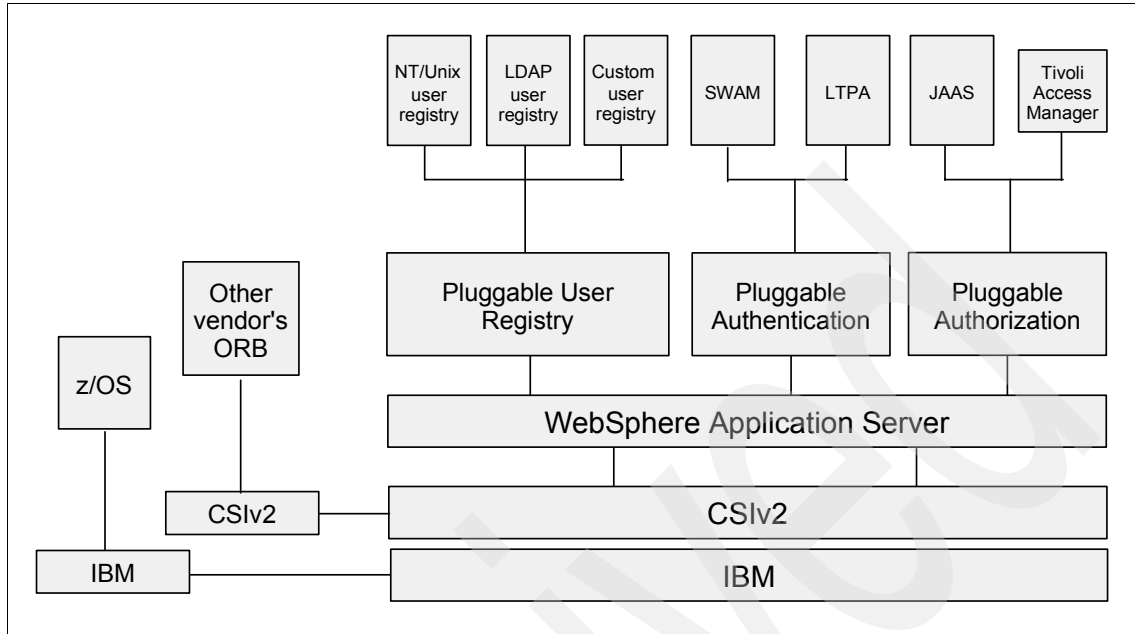 NT/Unix
user
registry
LDAP
user
registry
Custom
user
registry
SWAM
LTPA
JAAS
Tivoli
Access
Manager
Other
vendor's
ORB
Pluggable User
Registry
Pluggable
Authentication
Pluggable
Authorization
z/OS
WebSphere Application Server
CSIv2
CSIv2
IBM
IBM